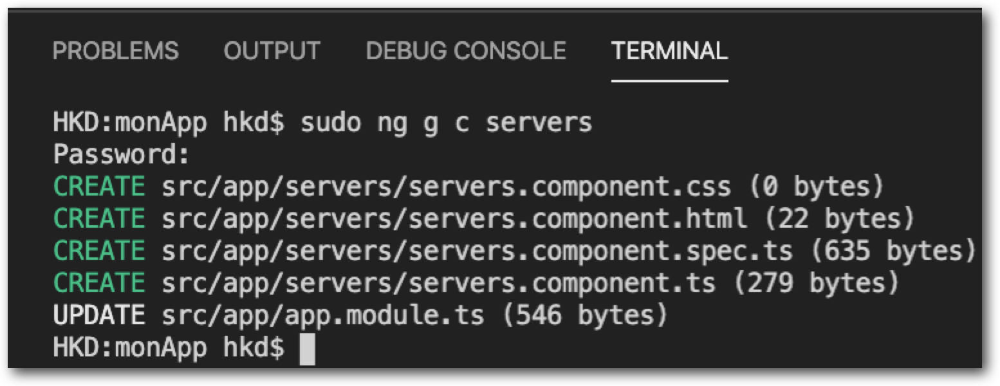 PROBLEMS OUTPUT DEBUG CONSOLE TERMINAL
HKD:monApp hkd$ sudo ng g c servers
Password:
CREATE src/app/servers/servers.component.css (0 bytes)
CREATE src/app/servers/servers.component.html (22 bytes)
CREATE src/app/servers/servers.component.spec.ts (635 bytes)
CREATE src/app/servers/servers.component.ts (279 bytes)
UPDATE src/app/app.module.ts (546 bytes)
HKD:monApp hkd$